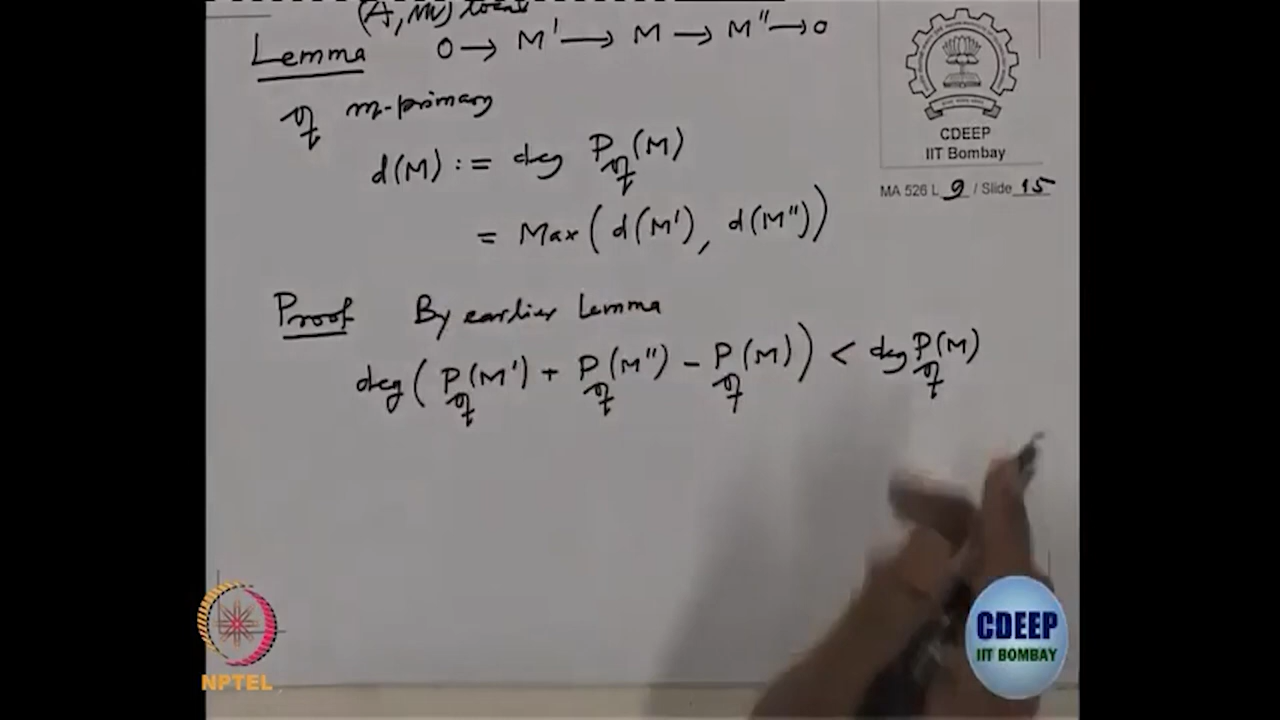 (A, m) local
Lemma 0 → M' → M → M'' → 0
q m-primary
d(M) := deg P_q(M)
= Max( d(M'), d(M'') )
Proof By earlier Lemma
deg( P_q(M') + P_q(M'') - P_q(M) ) < deg P_q(M)
CDEEP
IIT Bombay
MA 526 L 9 / Slide 15
NPTEL
CDEEP
IIT BOMBAY